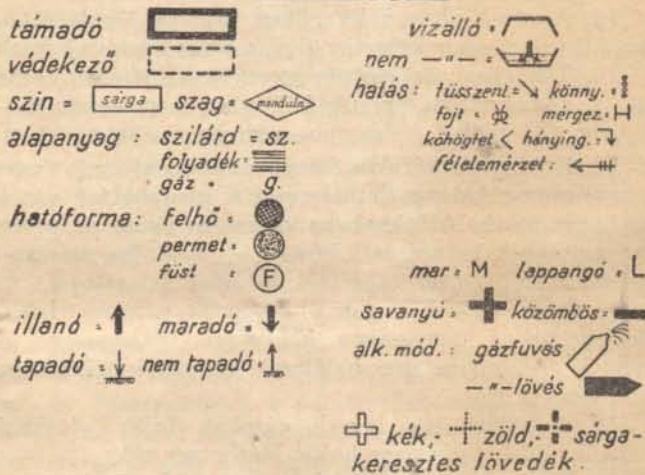 támadó
védekező
szin = sárga szag = mandula
alapanyag : szilárd = sz.
folyadék =
gáz = g.
hatóforma: felhő =
permet =
füst = F
illanó = maradó =
tapadó = nem tapadó =
vizálló =
nem — " — =
hatás : tüsszent. = könny. =
fojt = mérgez. = H
köhögtet < hánying. =
félelemérzet :
mar = M lappangó = L
savanyú = közömbös =
alk. mód. : gázfuvás
— " — lövés
kék,- zöld,- sárga-
keresztes lövedék.